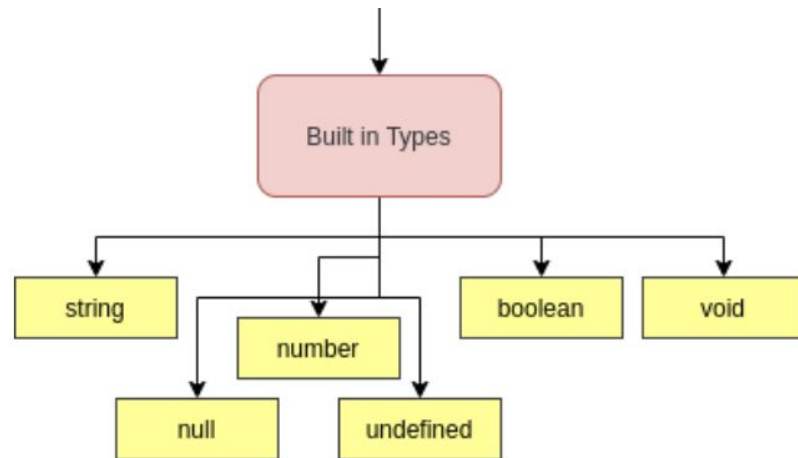 Built in Types
string
boolean
void
number
null
undefined